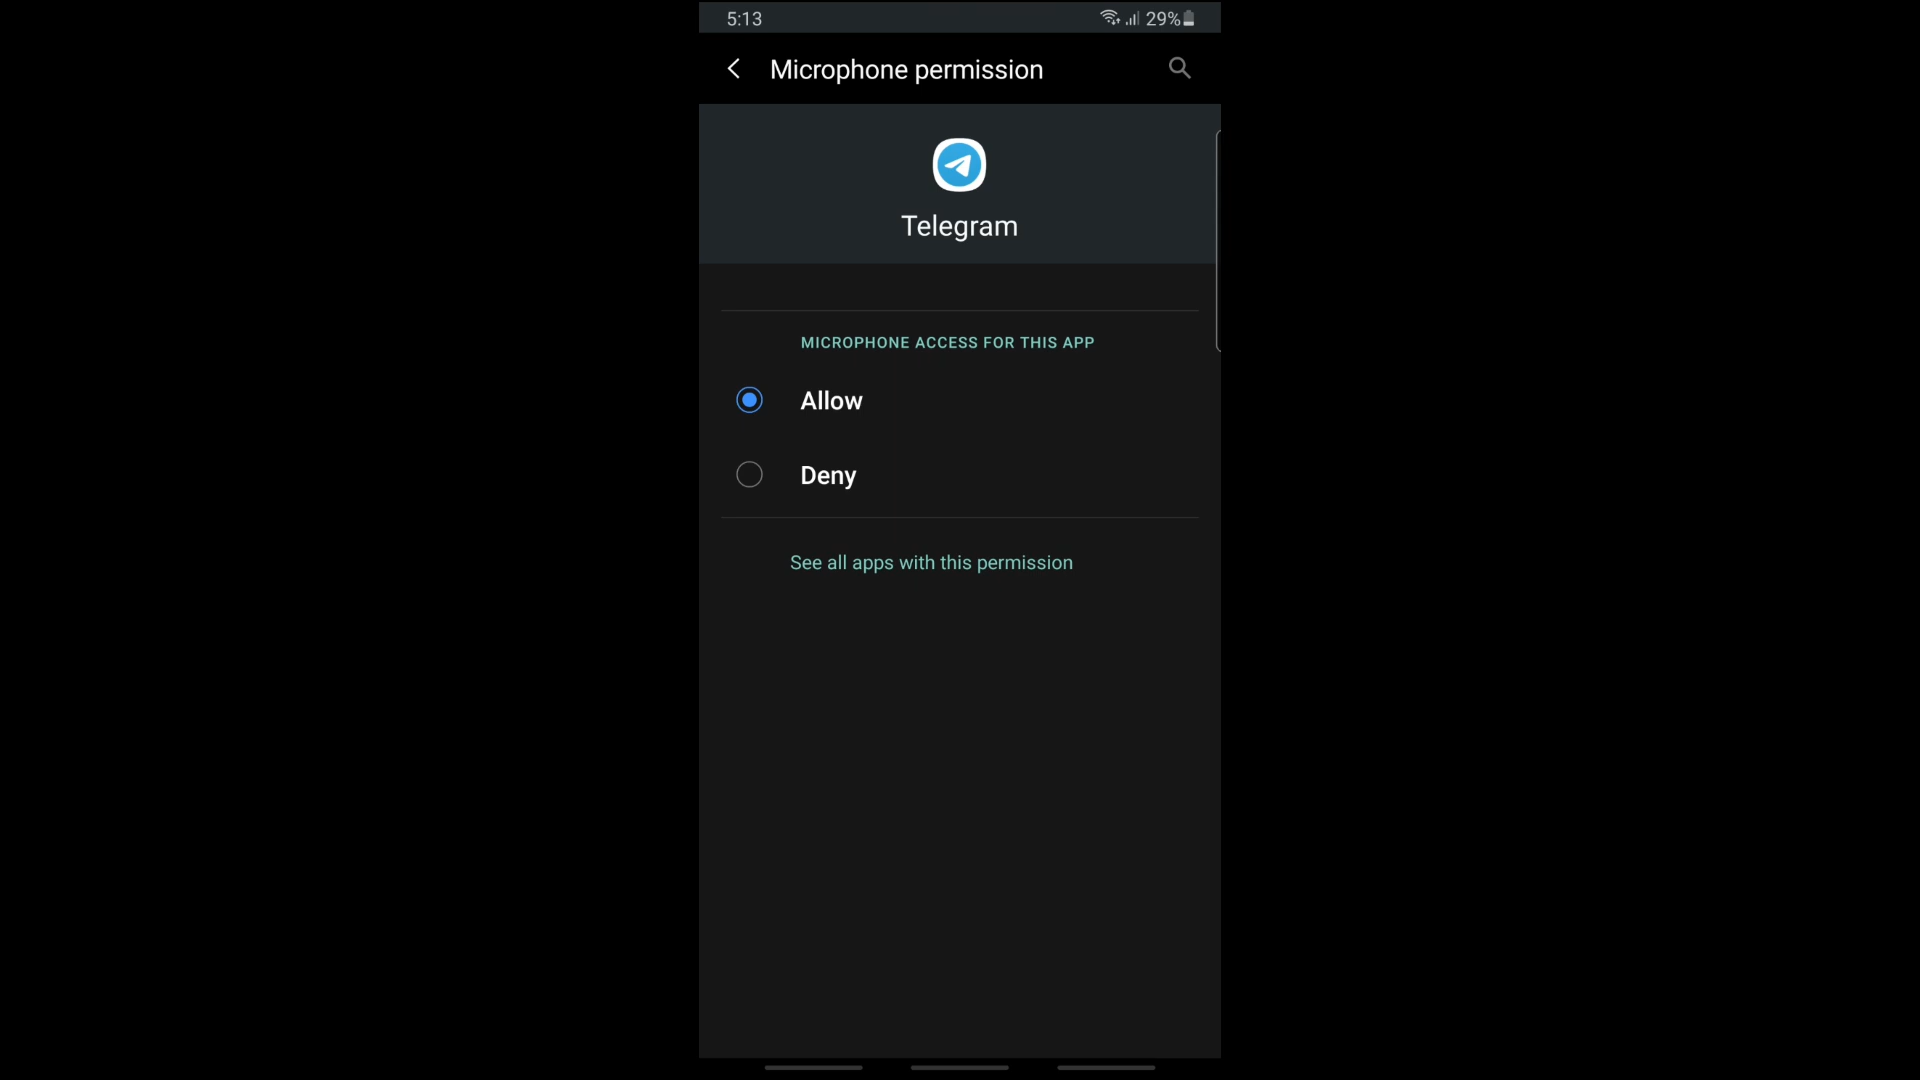 5:13
29%
Microphone permission
Telegram
MICROPHONE ACCESS FOR THIS APP
Allow
Deny
See all apps with this permission